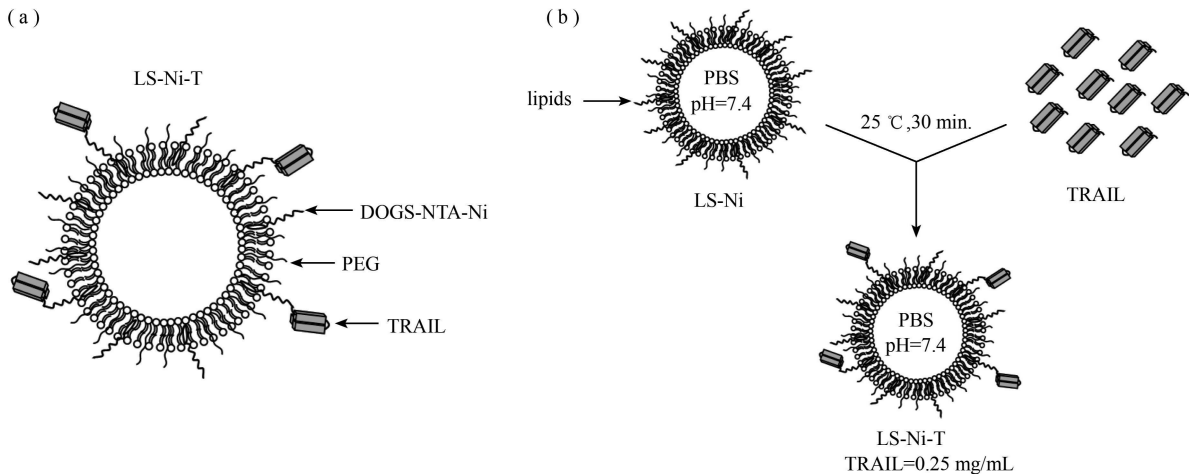 ( a )
LS-Ni-T
DOGS-NTA-Ni
PEG
TRAIL
( b )
lipids
PBS
pH=7.4
LS-Ni
25 ℃,30 min.
TRAIL
PBS
pH=7.4
LS-Ni-T
TRAIL=0.25 mg/mL